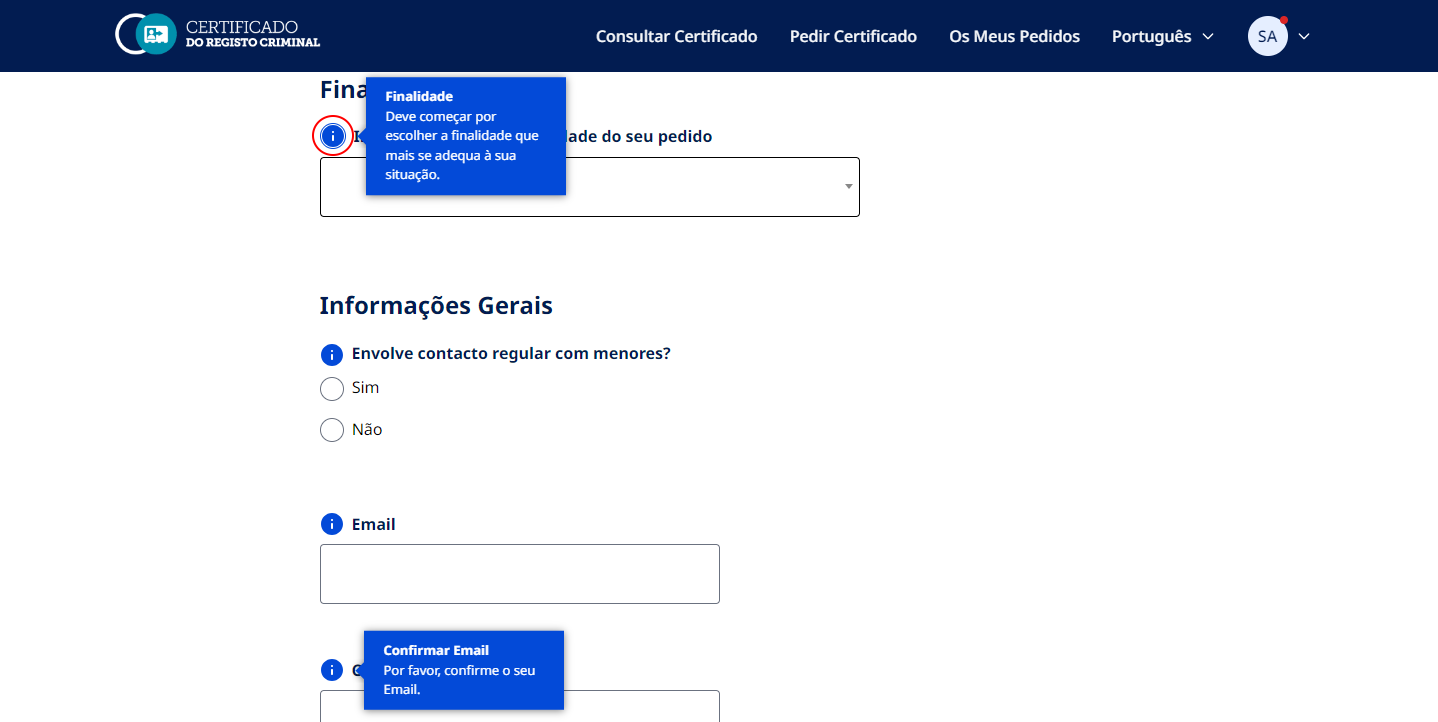 CERTIFICADO
DO REGISTO CRIMINAL
Consultar Certificado
Pedir Certificado
Os Meus Pedidos
Português
SA
Finalidade
Deve começar por
escolher a finalidade que
mais se adequa à sua
situação.
do seu pedido
Informações Gerais
Envolve contacto regular com menores?
Sim
Não
Email
Confirmar Email
Por favor, confirme o seu
Email.